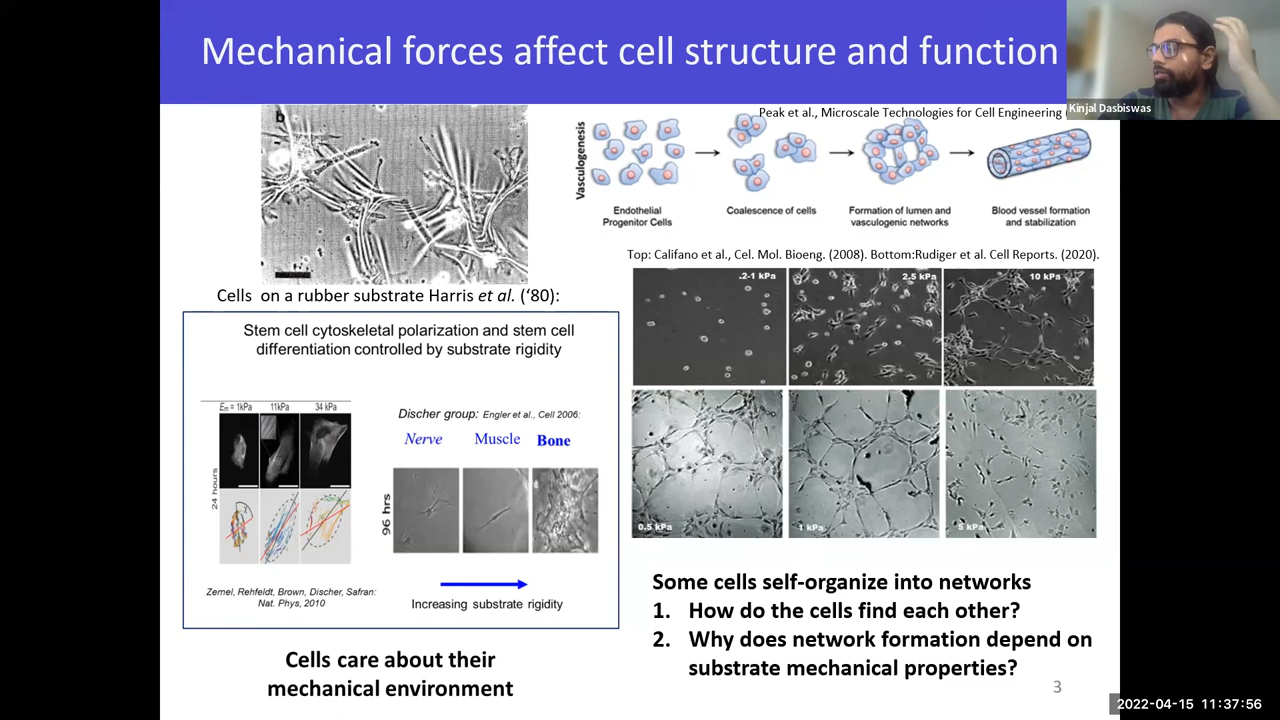 Mechanical forces affect cell structure and function
Kinjal Dasbiswas
b
Cells on a rubber substrate Harris et al. (‘80):
Stem cell cytoskeletal polarization and stem cell
differentiation controlled by substrate rigidity
Em = 1kPa 11kPa 34 kPa
24 hours
Zemel, Rehfeldt, Brown, Discher, Safran:
Nat. Phys, 2010
Discher group: Engler et al., Cell 2006:
Nerve Muscle Bone
96 hrs
Increasing substrate rigidity
Cells care about their
mechanical environment
Peak et al., Microscale Technologies for Cell Engineering
Vasculogenesis
Endothelial
Progenitor Cells
Coalescence of cells
Formation of lumen and
vasculogenic networks
Blood vessel formation
and stabilization
Top: Califano et al., Cel. Mol. Bioeng. (2008). Bottom:Rudiger et al. Cell Reports. (2020).
.2-1 kPa 2.5 kPa 10 kPa
0.5 kPa 1 kPa 5 kPa
Some cells self-organize into networks
1. How do the cells find each other?
2. Why does network formation depend on
substrate mechanical properties?
3
2022-04-15 11:37:56